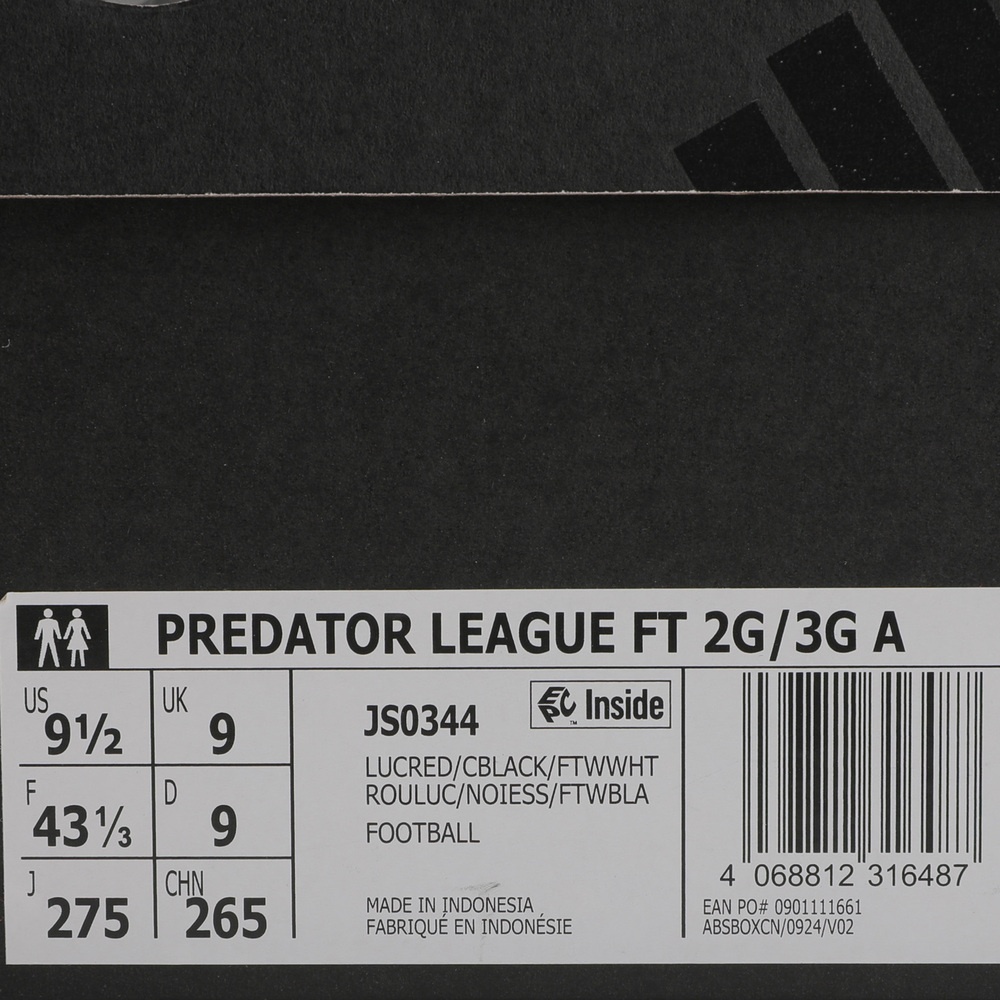 PREDATOR LEAGUE FT 2G/3G A
US
9½
UK
9
F
43⅓
D
9
J
275
CHN
265
JS0344
EPC™ Inside
LUCRED/CBLACK/FTWWHT
ROULUC/NOIESS/FTWBLA
FOOTBALL
MADE IN INDONESIA
FABRIQUÉ EN INDONÉSIE
4 068812 316487
EAN PO# 0901111661
ABSBOXCN/0924/V02